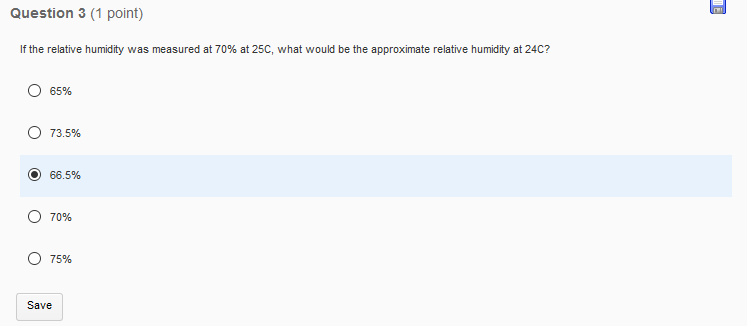 Question 3 (1 point)
If the relative humidity was measured at 70% at 25C, what would be the approximate relative humidity at 24C?
65%
73.5%
66.5%
70%
75%
Save